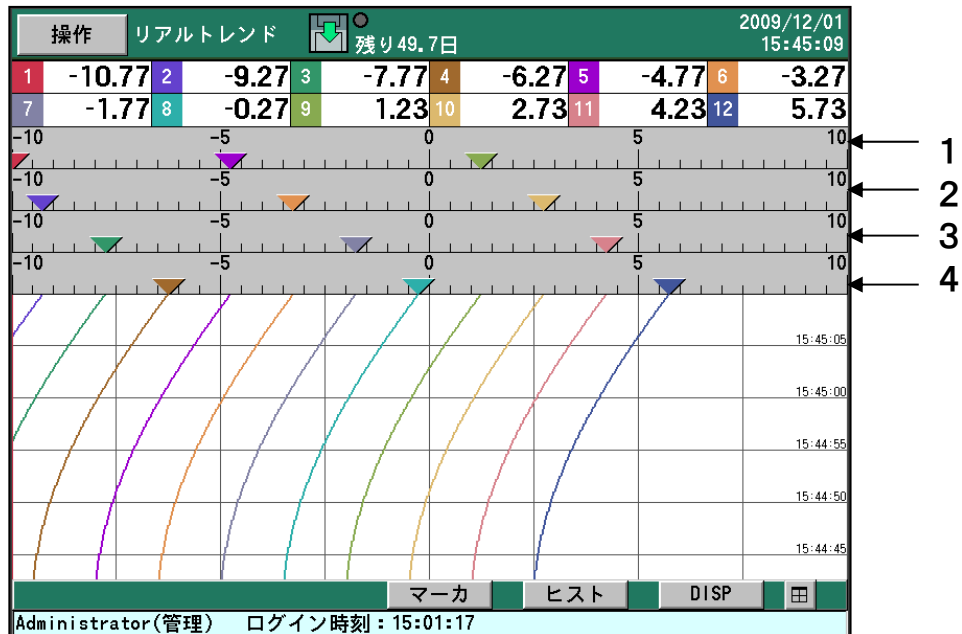 操作 リアルトレンド 残り49.7日 2009/12/01
15:45:09
1 -10.77 2 -9.27 3 -7.77 4 -6.27 5 -4.77 6 -3.27
7 -1.77 8 -0.27 9 1.23 10 2.73 11 4.23 12 5.73
-10 -5 0 5 10 1
-10 -5 0 5 10 2
-10 -5 0 5 10 3
-10 -5 0 5 10 4
15:45:05
15:45:00
15:44:55
15:44:50
15:44:45
マーカ ヒスト DISP
Administrator(管理) ログイン時刻:15:01:17